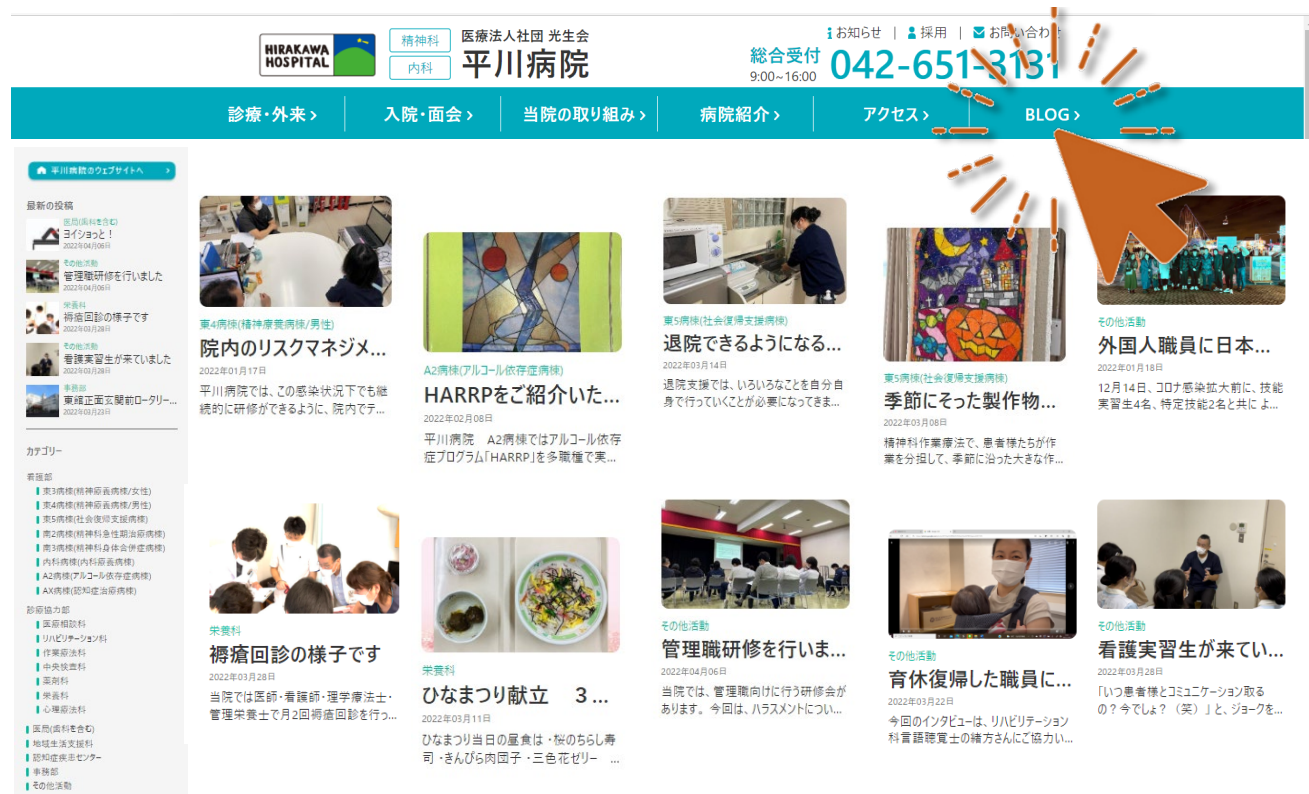 HIRAKAWA
HOSPITAL
精神科
内科
医療法人社団 光生会
平川病院
お知らせ | 採用 | お問い合わせ
総合受付
9:00~16:00
042-651-3131
診療・外来 >
入院・面会 >
当院の取り組み >
病院紹介 >
アクセス >
BLOG >
平川病院のウェブサイトへ >
最新の投稿
医局(歯科を含む)
ヨイショっと！
2022年04月06日
その他活動
管理職研修を行いました
2022年04月06日
栄養科
褥瘡回診の様子です
2022年03月28日
その他活動
看護実習生が来ていました
2022年03月28日
事務部
東館正面玄関前ロータリー...
2022年03月23日
カテゴリー
看護部
東3病棟(精神療養病棟/女性)
東4病棟(精神療養病棟/男性)
東5病棟(社会復帰支援病棟)
南2病棟(精神科急性期治療病棟)
南3病棟(精神科身体合併症病棟)
内科病棟(内科療養病棟)
A2病棟(アルコール依存症病棟)
AX病棟(認知症治療病棟)
診療協力部
医療相談科
リハビリテーション科
作業療法科
中央検査科
薬剤科
栄養科
心理療法科
医局(歯科を含む)
地域生活支援科
認知症疾患センター
事務部
その他活動
東4病棟(精神療養病棟/男性)
院内のリスクマネジメ...
2022年01月17日
平川病院では、この感染状況下でも継
続的に研修ができるように、院内でテ...
A2病棟(アルコール依存症病棟)
HARRPをご紹介いた...
2022年02月08日
平川病院　A2病棟ではアルコール依存
症プログラム「HARRP」を多職種で実...
東5病棟(社会復帰支援病棟)
退院できるようになる...
2022年03月14日
退院支援では、いろいろなことを自分自
身で行っていくことが必要になってきま...
東5病棟(社会復帰支援病棟)
季節にそった製作物...
2022年03月08日
精神科作業療法で、患者様たちが作
業を分担して、季節に沿った大きな作...
その他活動
外国人職員に日本...
2022年01月18日
12月14日、コロナ感染拡大前に、技能
実習生4名、特定技能2名と共に よ...
栄養科
褥瘡回診の様子です
2022年03月28日
当院では医師・看護師・理学療法士・
管理栄養士で月2回褥瘡回診を行っ...
栄養科
ひなまつり献立　３...
2022年03月11日
ひなまつり当日の昼食は ・桜のちらし寿
司 ・きんぴら肉団子 ・三色花ゼリー　...
その他活動
管理職研修を行いま...
2022年04月06日
当院では、管理職向けに行う研修会が
あります。今回は、ハラスメントについ...
その他活動
育休復帰した職員に...
2022年03月22日
今回のインタビューは、リハビリテーション
科言語聴覚士の緒方さんにご協力い...
その他活動
看護実習生が来てい...
2022年03月28日
「いつ患者様とコミュニケーション取る
の？今でしょ？（笑）」と、ジョークを...